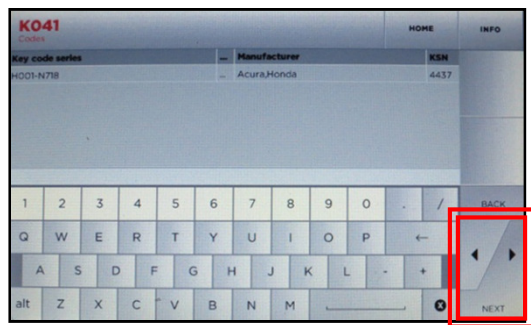 K041
Codes
HOME
INFO
Key code series
...
Manufacturer
KSN
H001-N718
...
Acura,Honda
4437
1 2 3 4 5 6 7 8 9 0 . /
BACK
Q W E R T Y U I O P ←
A S D F G H J K L - +
alt Z X C V B N M
NEXT